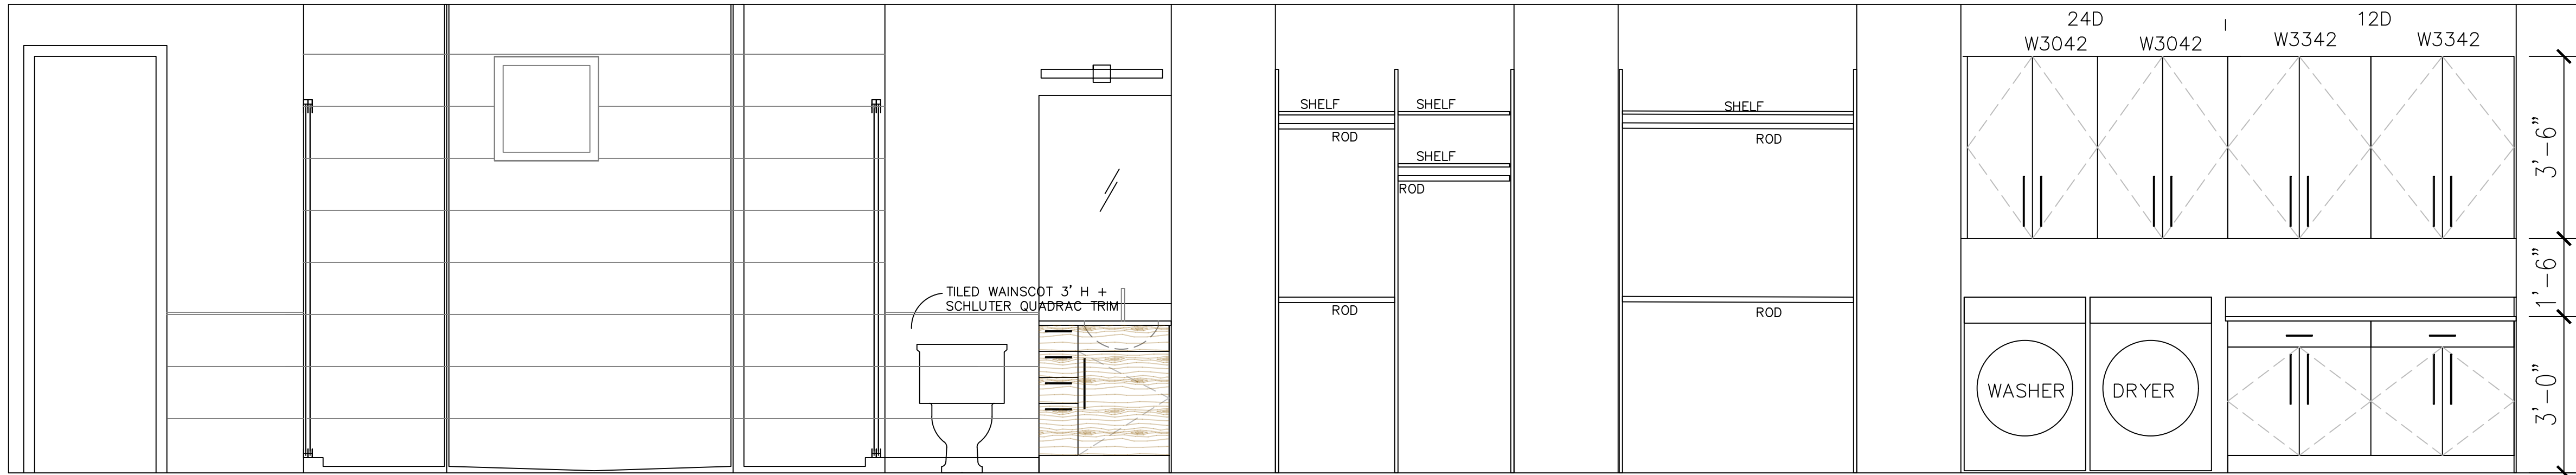 TILED WAINSCOT 3' H +
SCHLUTER QUADRAC TRIM
SHELF
ROD
SHELF
SHELF
ROD
ROD
SHELF
ROD
ROD
24D
12D
W3042
W3042
W3342
W3342
WASHER
DRYER
3'-6"
1'-6"
3'-0"